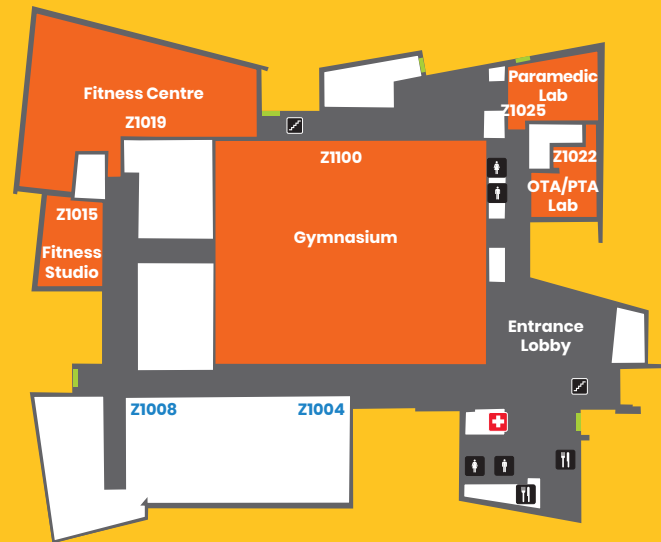 Fitness Centre
Z1019
Paramedic
Lab
Z1025
Z1100
Z1022
OTA/PTA
Lab
Z1015
Fitness
Studio
Gymnasium
Entrance
Lobby
Z1008
Z1004